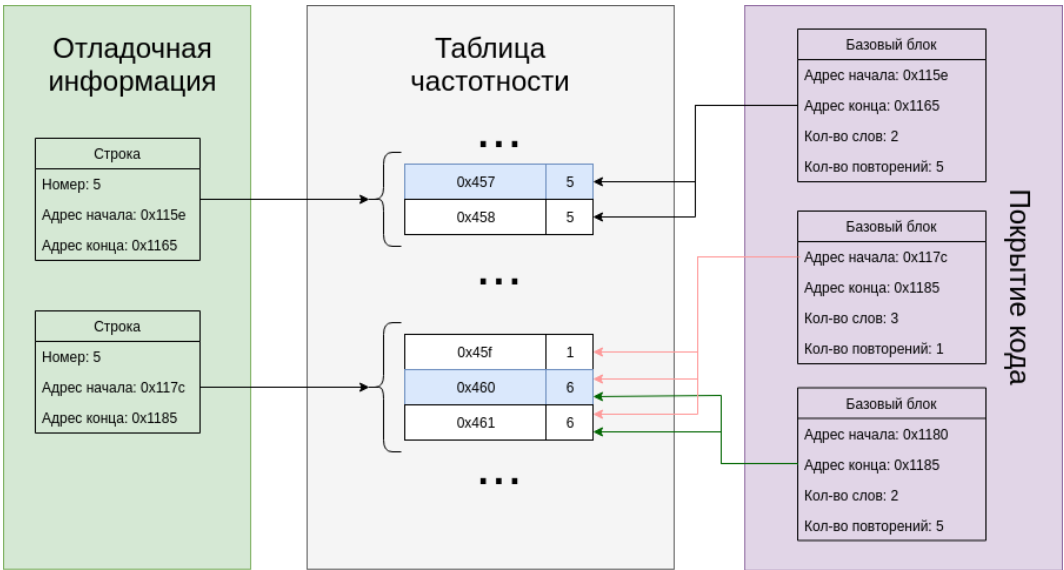 Отладочная
информация
Строка
Номер: 5
Адрес начала: 0x115e
Адрес конца: 0x1165
Строка
Номер: 5
Адрес начала: 0x117c
Адрес конца: 0x1185
Таблица
частотности
...
0x457 5
0x458 5
...
0x45f 1
0x460 6
0x461 6
...
Базовый блок
Адрес начала: 0x115e
Адрес конца: 0x1165
Кол-во слов: 2
Кол-во повторений: 5
Базовый блок
Адрес начала: 0x117c
Адрес конца: 0x1185
Кол-во слов: 3
Кол-во повторений: 1
Базовый блок
Адрес начала: 0x1180
Адрес конца: 0x1185
Кол-во слов: 2
Кол-во повторений: 5
Покрытие кода